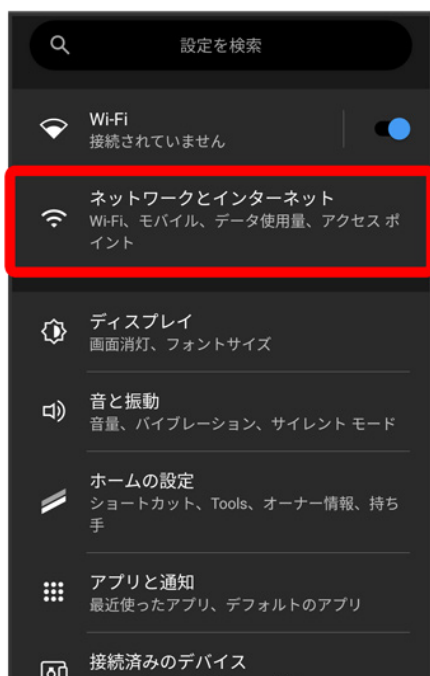 設定を検索
Wi-Fi
接続されていません
ネットワークとインターネット
Wi-Fi、モバイル、データ使用量、アクセス ポ
イント
ディスプレイ
画面消灯、フォントサイズ
音と振動
音量、バイブレーション、サイレント モード
ホームの設定
ショートカット、Tools、オーナー情報、持ち
手
アプリと通知
最近使ったアプリ、デフォルトのアプリ
接続済みのデバイス